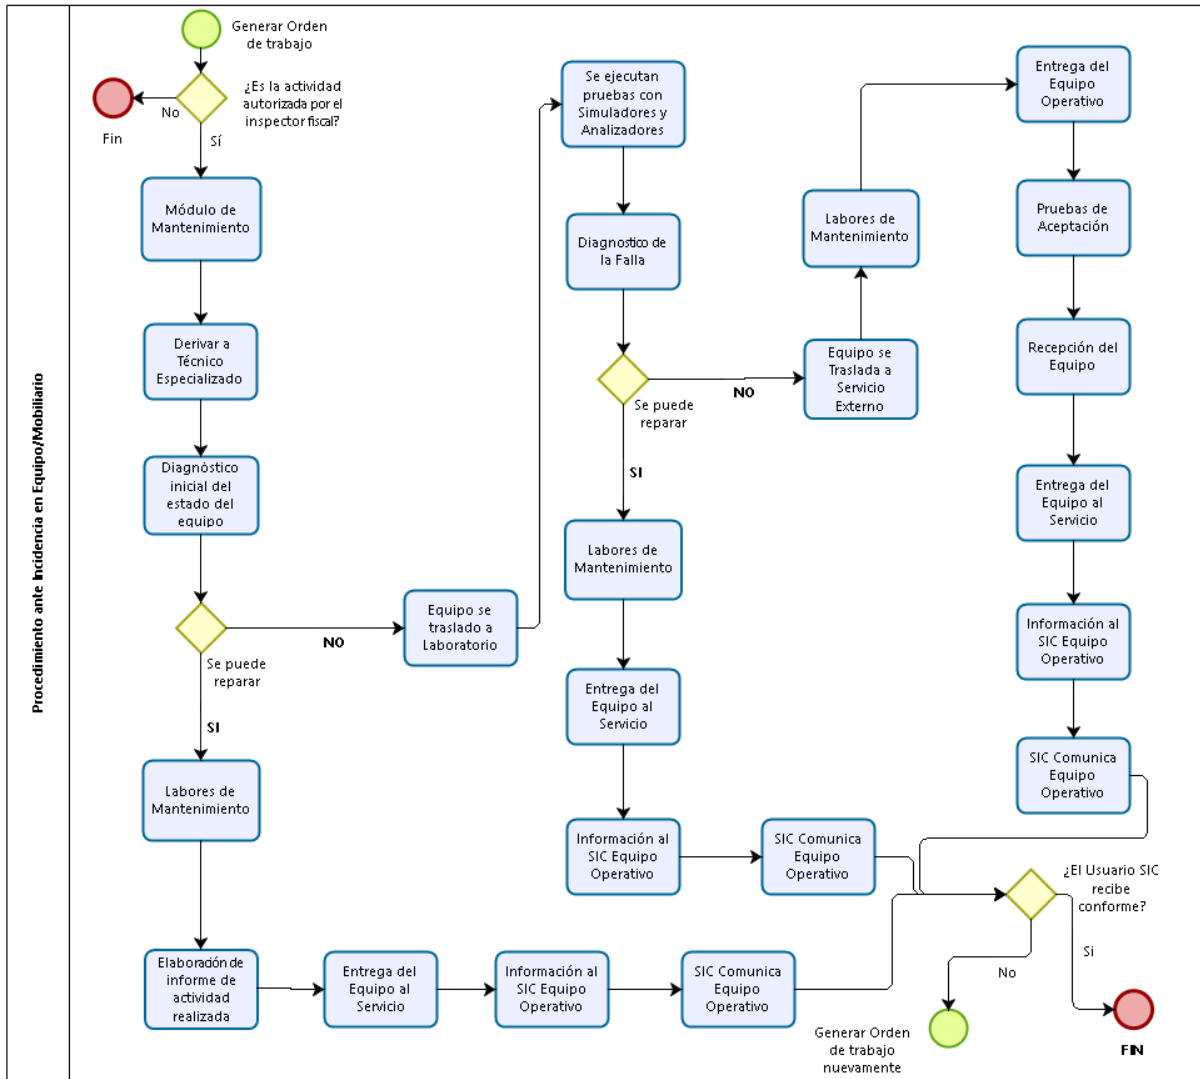 Procedimiento ante Incidencia en Equipo/Mobiliario
Generar Orden
de trabajo
¿Es la actividad
autorizada por el
inspector fiscal?
No
Fin
Sí
Módulo de
Mantenimiento
Derivar a
Técnico
Especializado
Diagnóstico
inicial del
estado del
equipo
Se puede
reparar
NO
SI
Equipo se
traslado a
Laboratorio
Labores de
Mantenimiento
Elaboración de
informe de
actividad
realizada
Entrega del
Equipo al
Servicio
Información al
SIC Equipo
Operativo
SIC Comunica
Equipo
Operativo
Se ejecutan
pruebas con
Simuladores y
Analizadores
Diagnostico de
la Falla
Se puede
reparar
NO
SI
Labores de
Mantenimiento
Entrega del
Equipo al
Servicio
Información al
SIC Equipo
Operativo
SIC Comunica
Equipo
Operativo
Equipo se
Traslada a
Servicio
Externo
Labores de
Mantenimiento
Entrega del
Equipo
Operativo
Pruebas de
Aceptación
Recepción del
Equipo
Entrega del
Equipo al
Servicio
Información al
SIC Equipo
Operativo
SIC Comunica
Equipo
Operativo
¿El Usuario SIC
recibe
conforme?
No
Si
Generar Orden
de trabajo
nuevamente
FIN